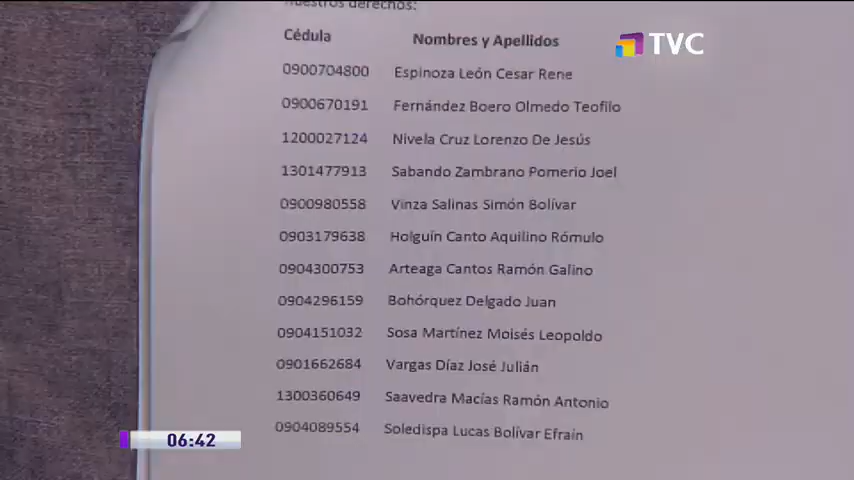 nuestros derechos:
Cédula Nombres y Apellidos
TVC
0900704800 Espinoza León Cesar Rene
0900670191 Fernández Boero Olmedo Teofilo
1200027124 Nivela Cruz Lorenzo De Jesús
1301477913 Sabando Zambrano Pomerio Joel
0900980558 Vinza Salinas Simón Bolívar
0903179638 Holguín Canto Aquilino Rómulo
0904300753 Arteaga Cantos Ramón Galino
0904296159 Bohórquez Delgado Juan
0904151032 Sosa Martínez Moisés Leopoldo
0901662684 Vargas Díaz José Julián
1300360649 Saavedra Macías Ramón Antonio
0904089554 Soledispa Lucas Bolívar Efraín
06:42